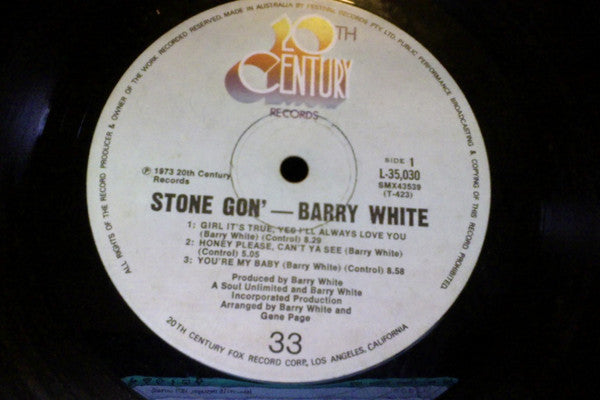 ALL RIGHTS OF THE RECORD PRODUCER & OWNER OF THE WORK RECORDED RESERVED. MADE IN AUSTRALIA BY FESTIVAL RECORDS PTY. LTD. PUBLIC PERFORMANCE BROADCASTING AND COPYING OF THIS RECORD PROHIBITED.
20TH
CENTURY
RECORDS
SIDE 1
℗ 1973 20th Century
Records
L-35,030
SMX43539
(T-423)
STONE GON' — BARRY WHITE
1: GIRL IT'S TRUE, YES I'LL ALWAYS LOVE YOU
(Barry White) (Control) 8.29
2: HONEY PLEASE, CAN'T YA SEE (Barry White)
(Control) 5.05
3: YOU'RE MY BABY (Barry White) (Control) 8.58
Produced by Barry White
A Soul Unlimited and Barry White
Incorporated Production
Arranged by Barry White and
Gene Page
33
20TH CENTURY FOX RECORD CORP., LOS ANGELES, CALIFORNIA